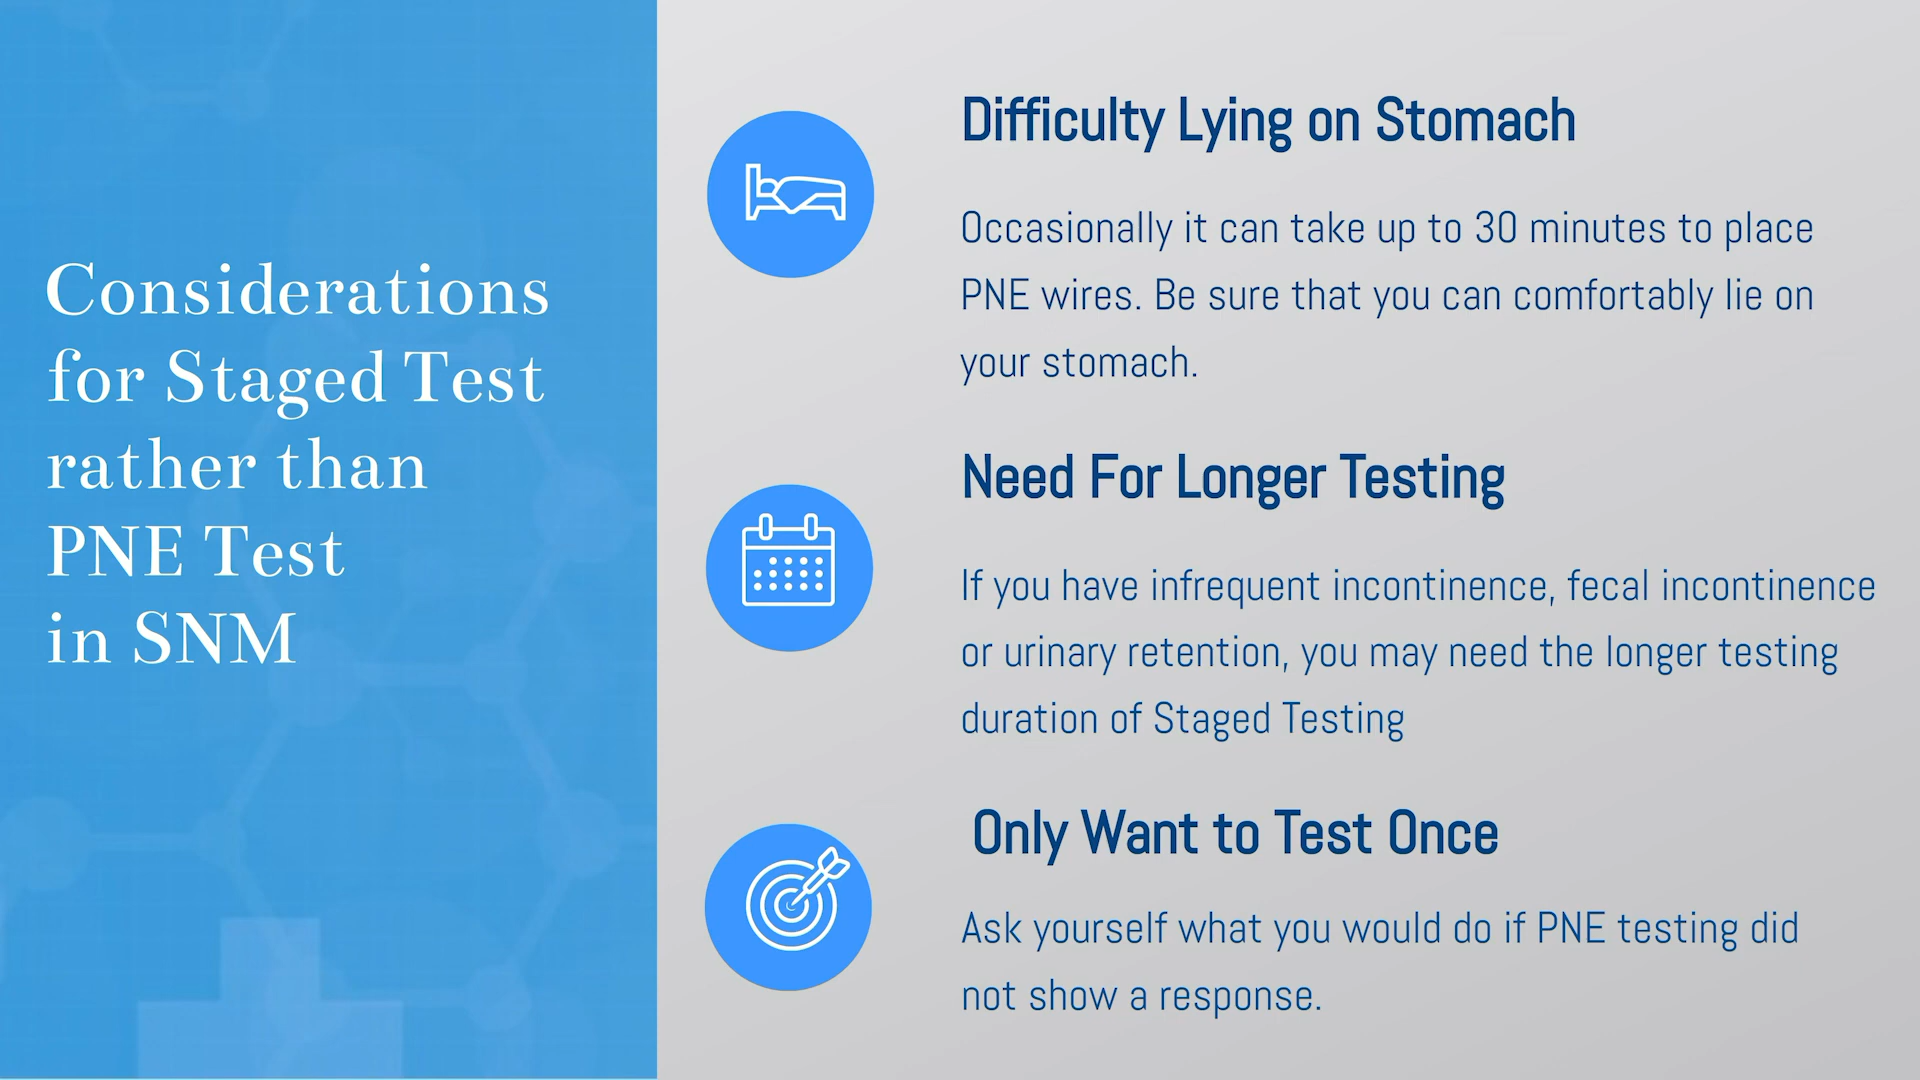 Considerations
for Staged Test
rather than
PNE Test
in SNM
Difficulty Lying on Stomach
Occasionally it can take up to 30 minutes to place
PNE wires. Be sure that you can comfortably lie on
your stomach.
Need For Longer Testing
If you have infrequent incontinence, fecal incontinence
or urinary retention, you may need the longer testing
duration of Staged Testing
Only Want to Test Once
Ask yourself what you would do if PNE testing did
not show a response.